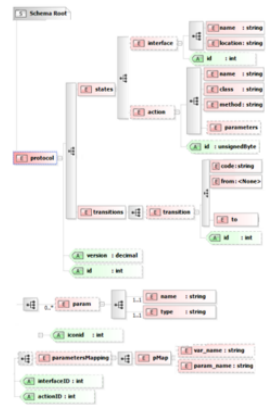 S Schema Root
E name : string
E interface
E location: string
A id : int
E name : string
E states
E class : string
E action
E method: string
E parameters
A id : unsignedByte
E protocol
E code: string
E from: <None>
E transitions
E transition
E to
A id : int
A version : decimal
A id : int
0..*
E param
E name : string
E type : string
A iconid : int
E parametersMapping
E pMap
E var_name : string
E param_name : string
A interfaceID : int
A actionID : int